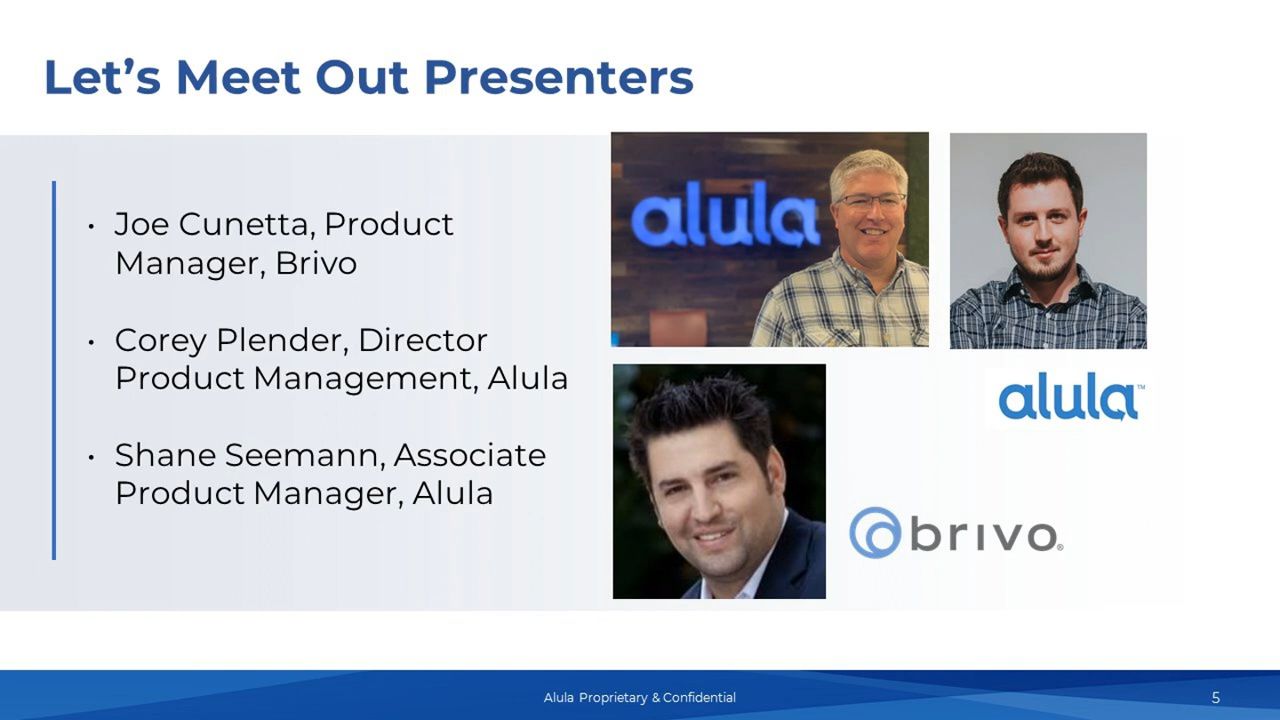 Let’s Meet Out Presenters
• Joe Cunetta, Product
Manager, Brivo
• Corey Plender, Director
Product Management, Alula
• Shane Seemann, Associate
Product Manager, Alula
alula
alula™
brivo®
Alula Proprietary & Confidential
5